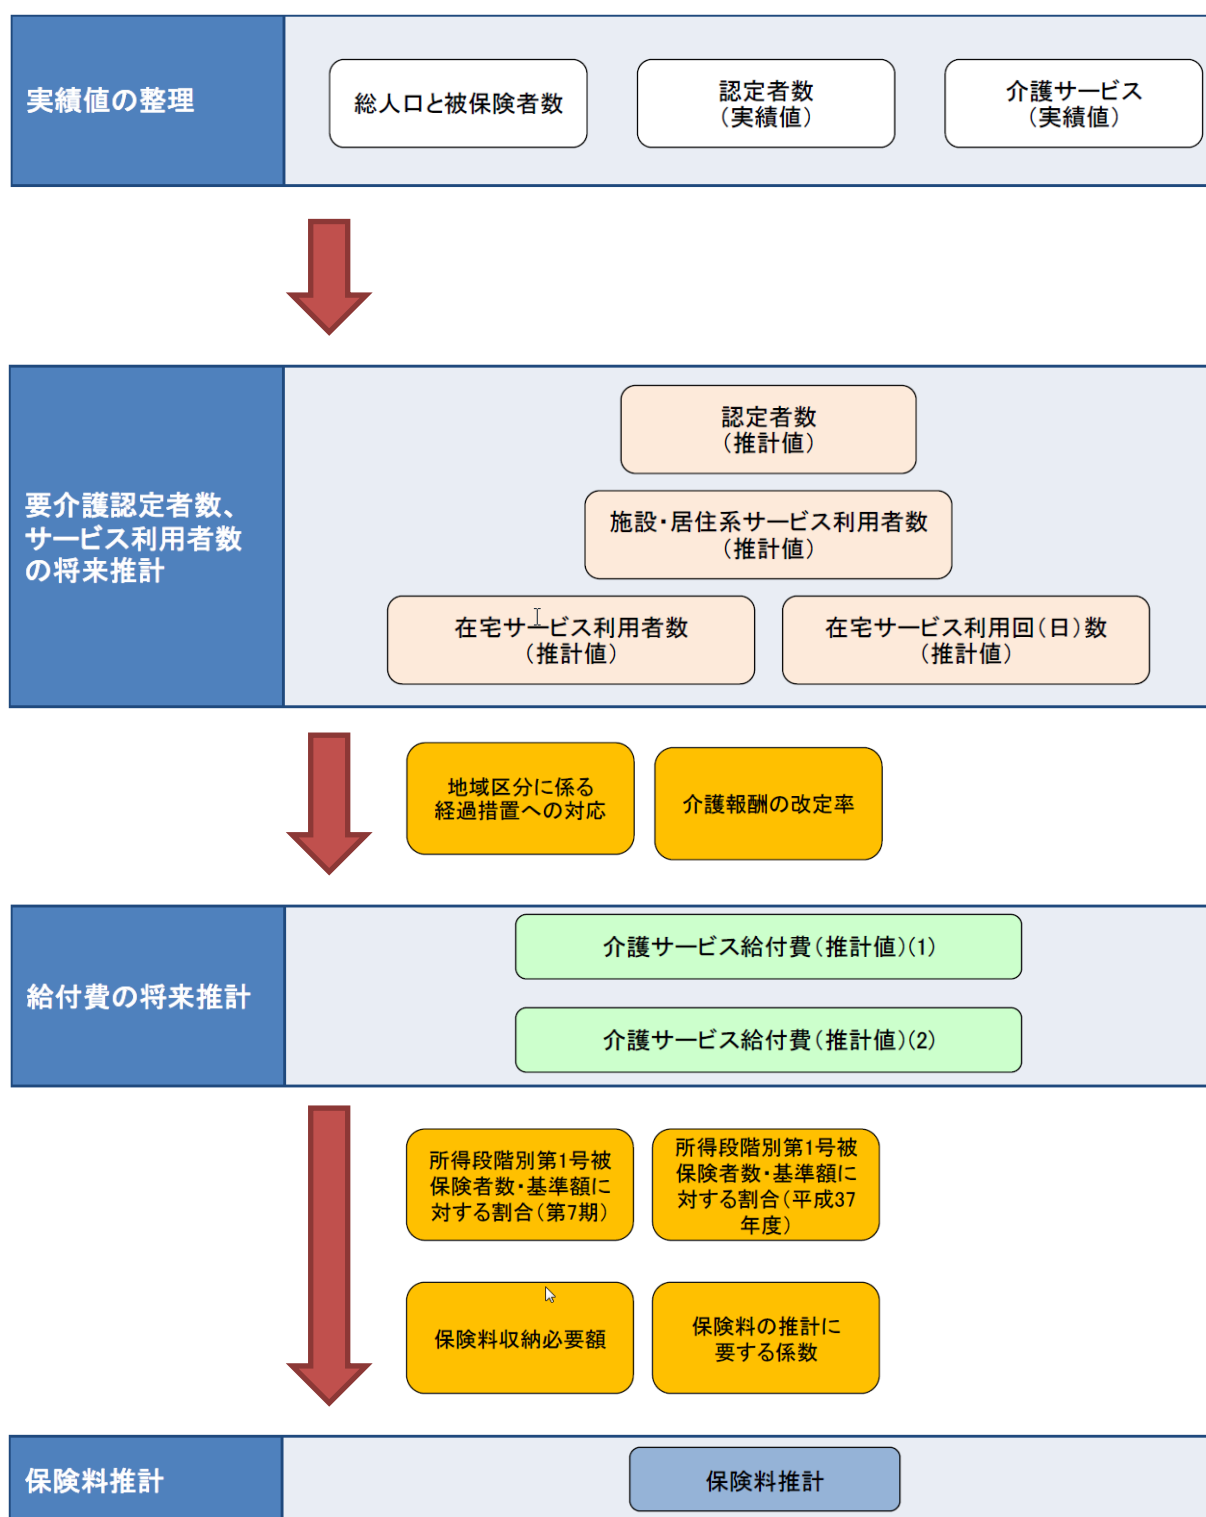 実績値の整理
総人口と被保険者数
認定者数
（実績値）
介護サービス
（実績値）
要介護認定者数、
サービス利用者数
の将来推計
認定者数
（推計値）
施設・居住系サービス利用者数
（推計値）
在宅サービス利用者数
（推計値）
在宅サービス利用回（日）数
（推計値）
地域区分に係る
経過措置への対応
介護報酬の改定率
給付費の将来推計
介護サービス給付費（推計値）(1)
介護サービス給付費（推計値）(2)
所得段階別第1号被
保険者数・基準額に
対する割合（第7期）
所得段階別第1号被
保険者数・基準額に
対する割合（平成37
年度）
保険料収納必要額
保険料の推計に
要する係数
保険料推計
保険料推計